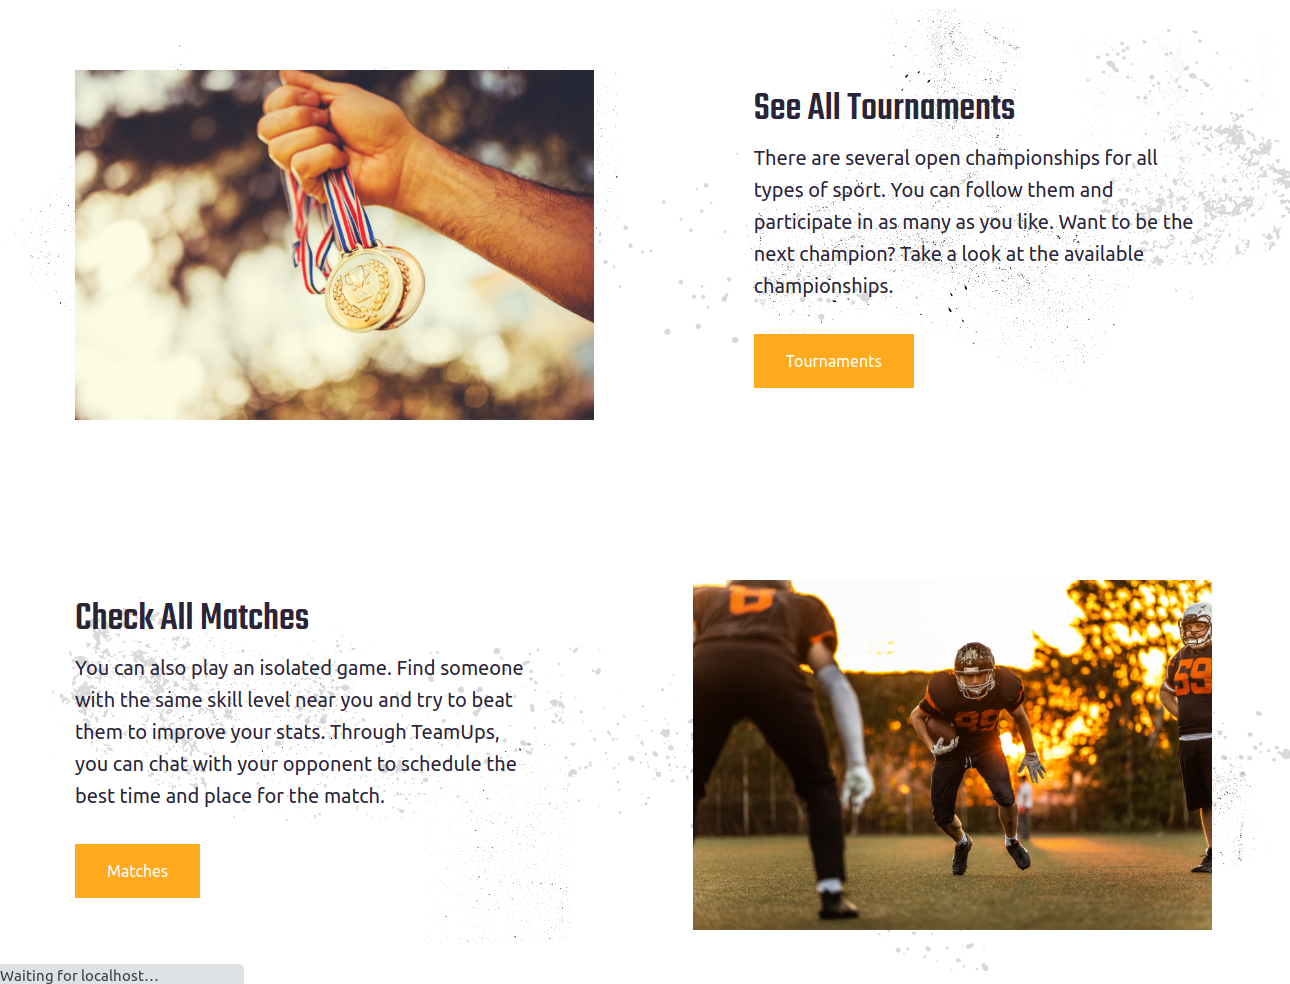 See All Tournaments
There are several open championships for all
types of sport. You can follow them and
participate in as many as you like. Want to be the
next champion? Take a look at the available
championships.
Tournaments
Check All Matches
You can also play an isolated game. Find someone
with the same skill level near you and try to beat
them to improve your stats. Through TeamUps,
you can chat with your opponent to schedule the
best time and place for the match.
Matches
8
89
59
Waiting for localhost...